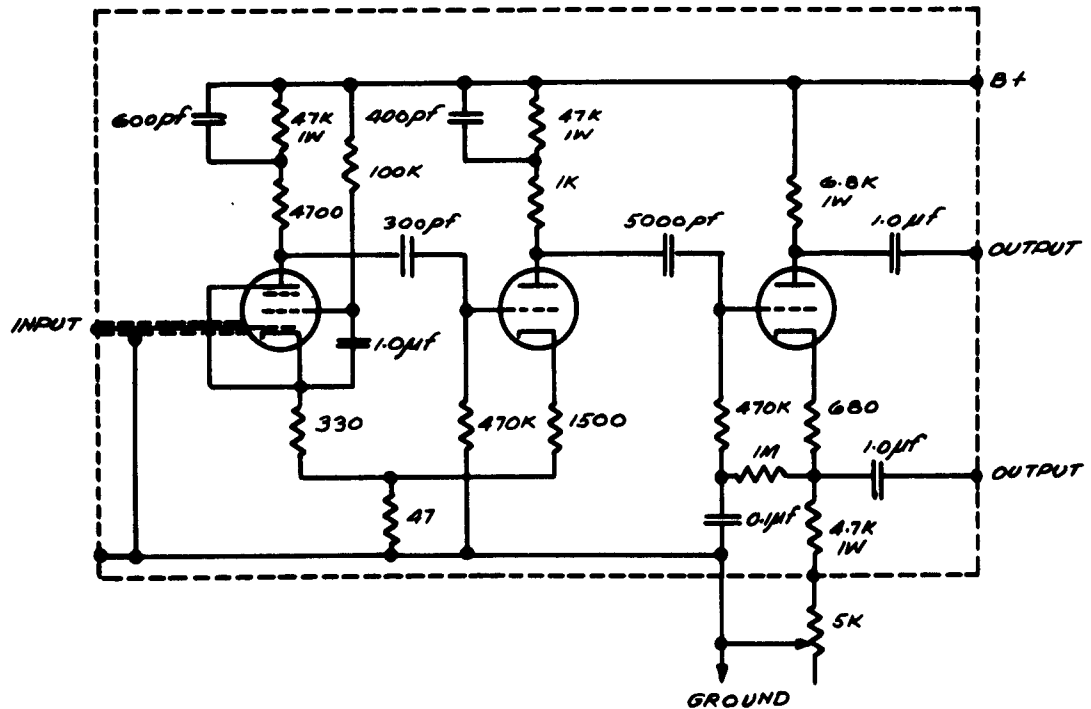 B+
600pf
47K
1W
400pf
47K
1W
100K
1K
6.8K
1W
4700
300pf
5000pf
1.0µf
OUTPUT
INPUT
1.0µf
330
470K
1500
470K
680
1M
1.0µf
OUTPUT
47
0.1µf
4.7K
1W
5K
GROUND